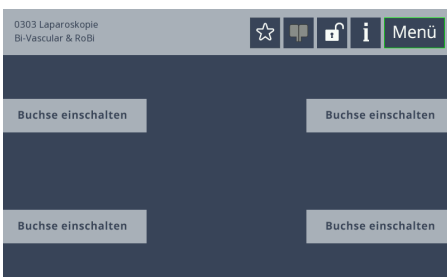 0303 Laparoskopie
Bi-Vascular & RoBi
i
Menü
Buchse einschalten
Buchse einschalten
Buchse einschalten
Buchse einschalten